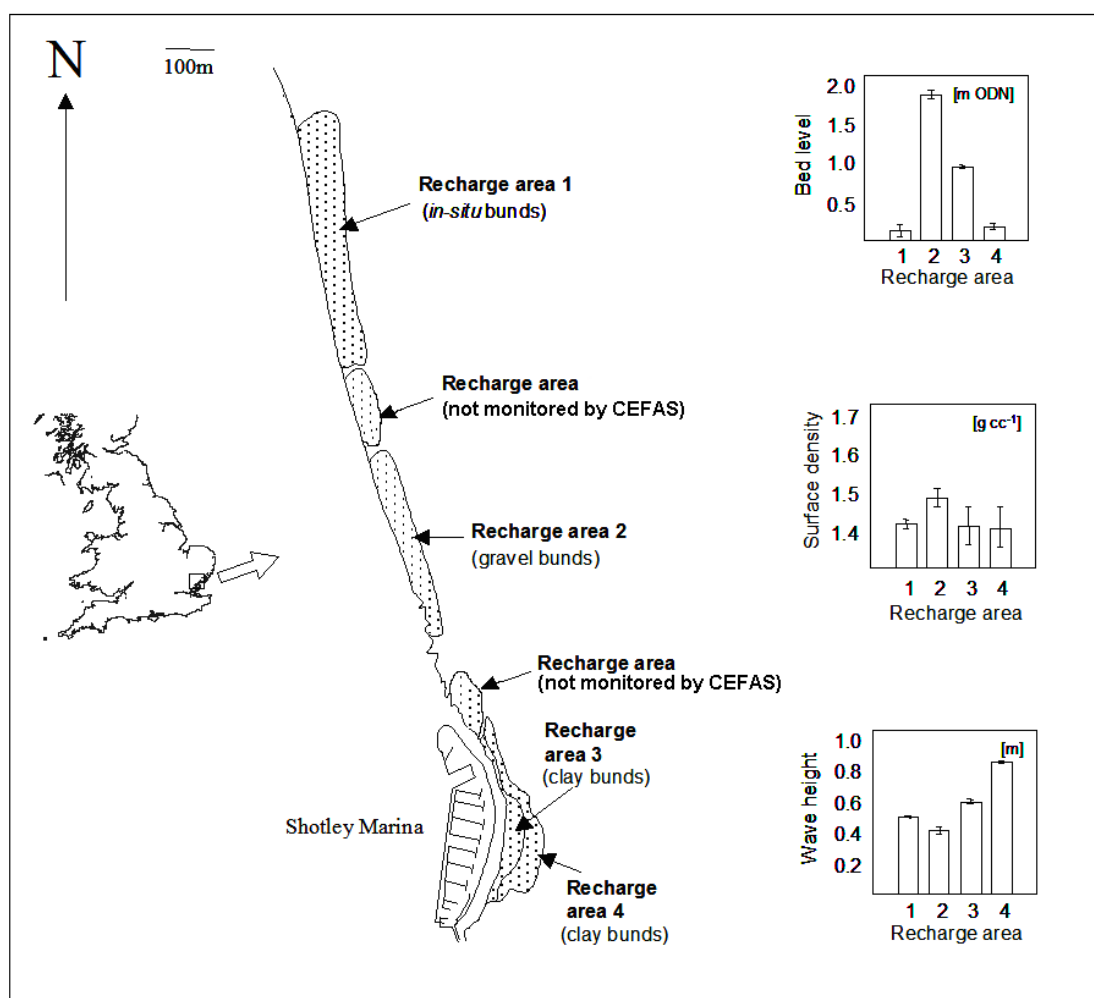 N
100m
Recharge area 1
(in-situ bunds)
Recharge area
(not monitored by CEFAS)
Recharge area 2
(gravel bunds)
Recharge area
(not monitored by CEFAS)
Recharge
area 3
(clay bunds)
Shotley Marina
Recharge
area 4
(clay bunds)
[m ODN]
Bed level
2.0
1.5
1.0
0.5
1 2 3 4
Recharge area
[g cc-1]
Surface density
1.7
1.6
1.5
1.4
1 2 3 4
Recharge area
[m]
Wave height
1.0
0.8
0.6
0.4
0.2
1 2 3 4
Recharge area